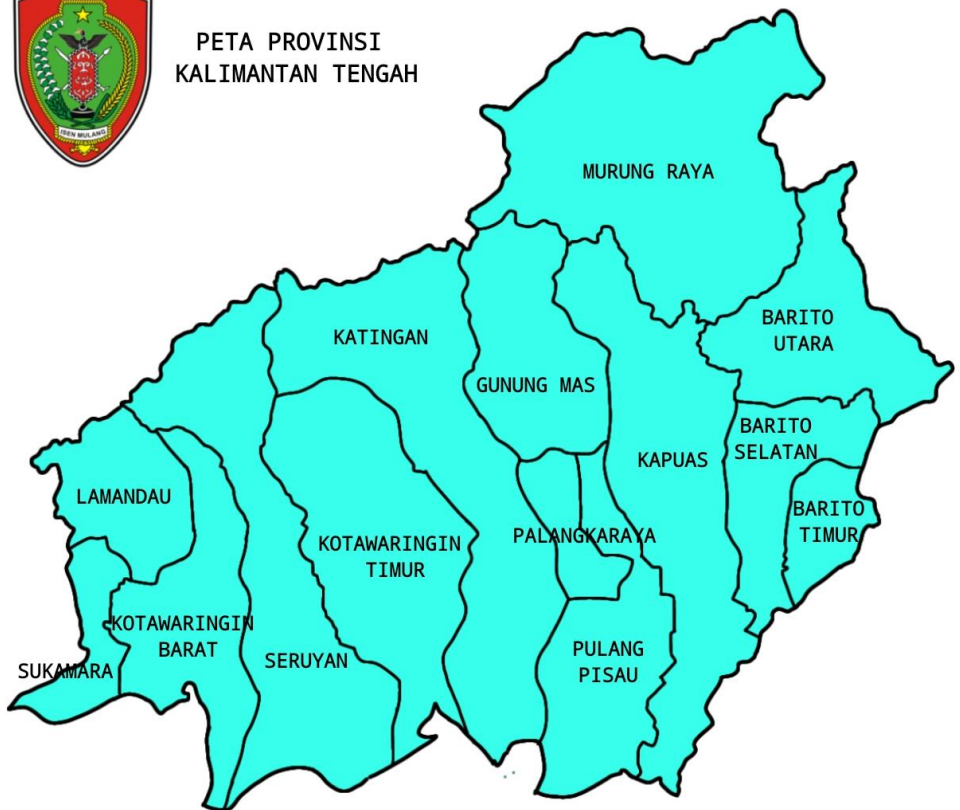 PETA PROVINSI
KALIMANTAN TENGAH
ISEN MULANG
MURUNG RAYA
BARITO
UTARA
KATINGAN
GUNUNG MAS
BARITO
SELATAN
KAPUAS
LAMANDAU
BARITO
TIMUR
PALANGKARAYA
KOTAWARINGIN
TIMUR
KOTAWARINGIN
BARAT
PULANG
PISAU
SERUYAN
SUKAMARA